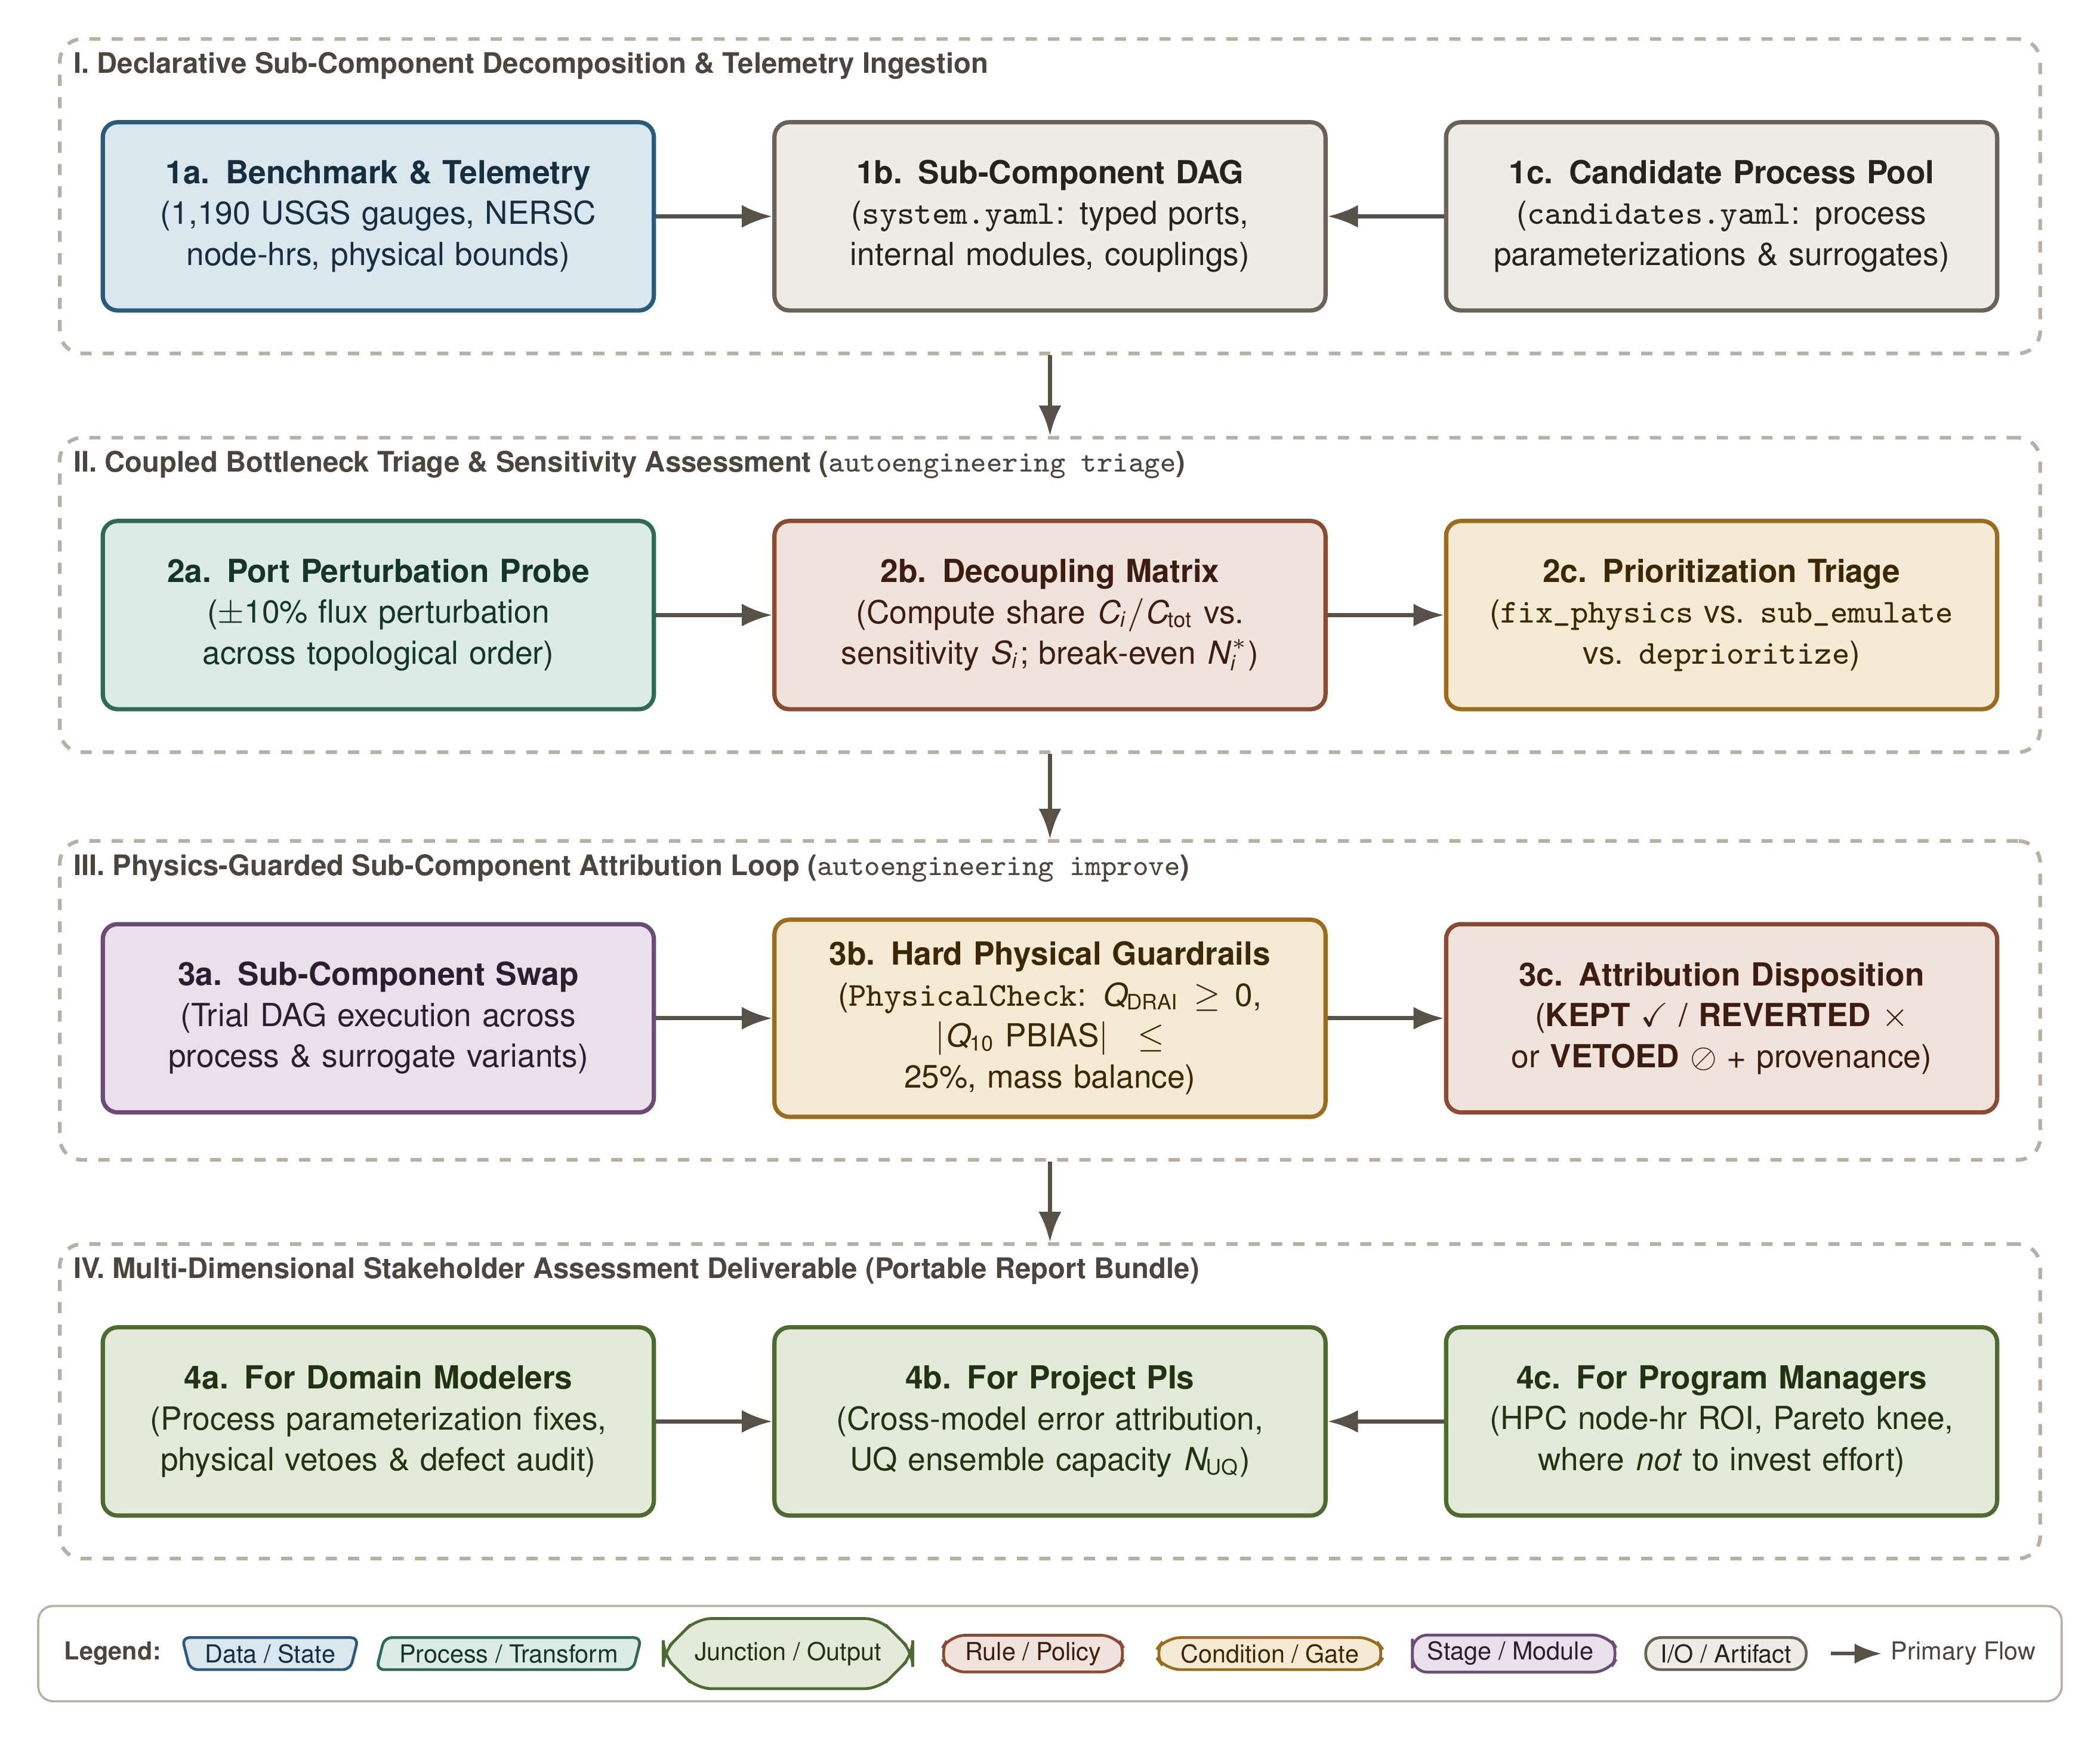 I. Declarative Sub-Component Decomposition & Telemetry Ingestion
1a. Benchmark & Telemetry
(1,190 USGS gauges, NERSC
node-hrs, physical bounds)
1b. Sub-Component DAG
(system.yaml: typed ports,
internal modules, couplings)
1c. Candidate Process Pool
(candidates.yaml: process
parameterizations & surrogates)
II. Coupled Bottleneck Triage & Sensitivity Assessment (autoengineering triage)
2a. Port Perturbation Probe
(±10% flux perturbation
across topological order)
2b. Decoupling Matrix
(Compute share C_i/C_tot vs.
sensitivity S_i; break-even N_i^*)
2c. Prioritization Triage
(fix_physics vs. sub_emulate
vs. deprioritize)
III. Physics-Guarded Sub-Component Attribution Loop (autoengineering improve)
3a. Sub-Component Swap
(Trial DAG execution across
process & surrogate variants)
3b. Hard Physical Guardrails
(PhysicalCheck: Q_DRAI ≥ 0,
|Q_10 PBIAS| ≤
25%, mass balance)
3c. Attribution Disposition
(KEPT ✓ / REVERTED ×
or VETOED ⊘ + provenance)
IV. Multi-Dimensional Stakeholder Assessment Deliverable (Portable Report Bundle)
4a. For Domain Modelers
(Process parameterization fixes,
physical vetoes & defect audit)
4b. For Project PIs
(Cross-model error attribution,
UQ ensemble capacity N_UQ)
4c. For Program Managers
(HPC node-hr ROI, Pareto knee,
where not to invest effort)
Legend: Data / State Process / Transform Junction / Output Rule / Policy Condition / Gate Stage / Module I/O / Artifact Primary Flow